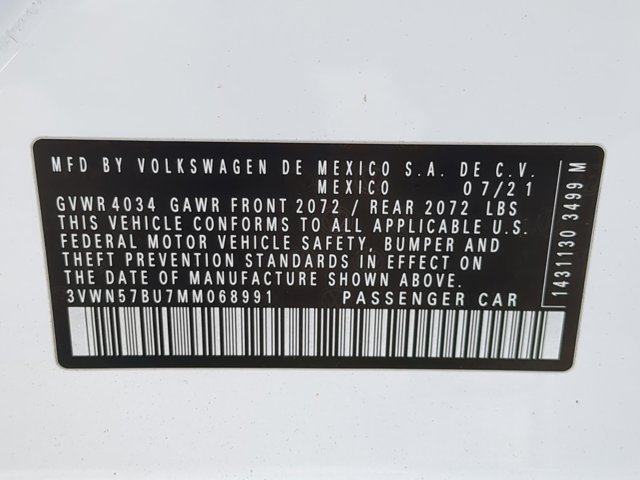 MFD BY VOLKSWAGEN DE MEXICO S.A. DE C.V.
MEXICO 07/21
GVWR 4034 GAWR FRONT 2072 / REAR 2072 LBS
THIS VEHICLE CONFORMS TO ALL APPLICABLE U.S.
FEDERAL MOTOR VEHICLE SAFETY, BUMPER AND
THEFT PREVENTION STANDARDS IN EFFECT ON
THE DATE OF MANUFACTURE SHOWN ABOVE.
3VWN57BU7MM068991 PASSENGER CAR
1431130 3499 M